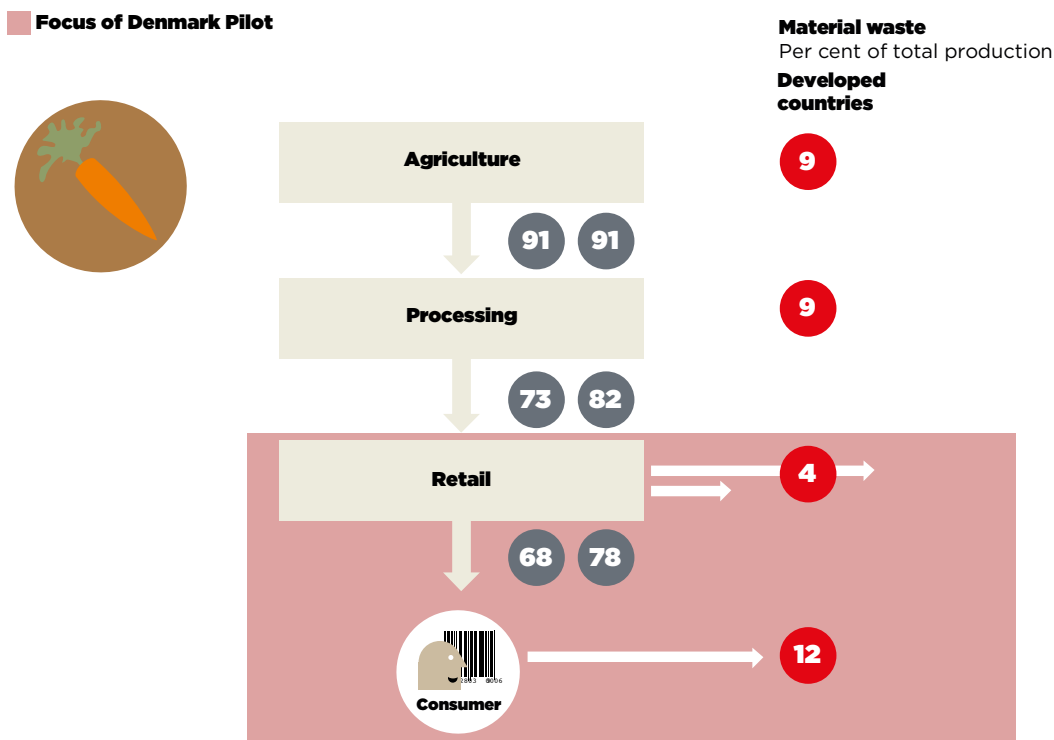 Focus of Denmark Pilot
Material waste
Per cent of total production
Developed
countries
Agriculture
9
91 91
Processing
9
73 82
Retail
4
68 78
12
Consumer